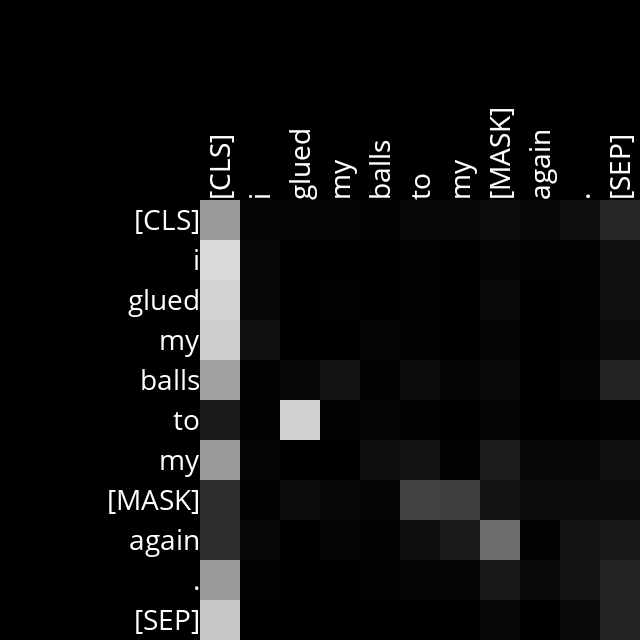 [CLS] i glued my balls to my [MASK] again . [SEP]
[CLS]
i
glued
my
balls
to
my
[MASK]
again
.
[SEP]